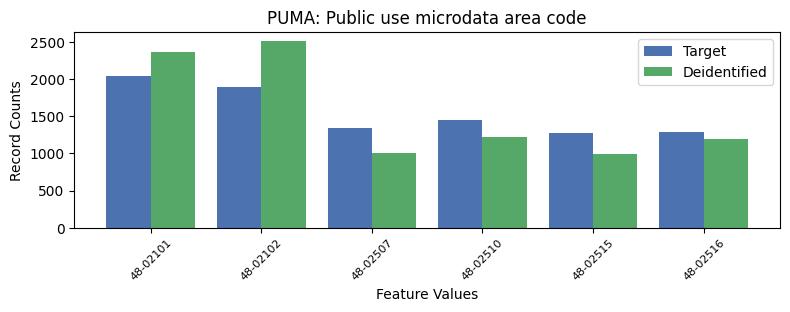 PUMA: Public use microdata area code
Record Counts
2500
2000
1500
1000
500
0
Target
Deidentified
48-02101
48-02102
48-02507
48-02510
48-02515
48-02516
Feature Values